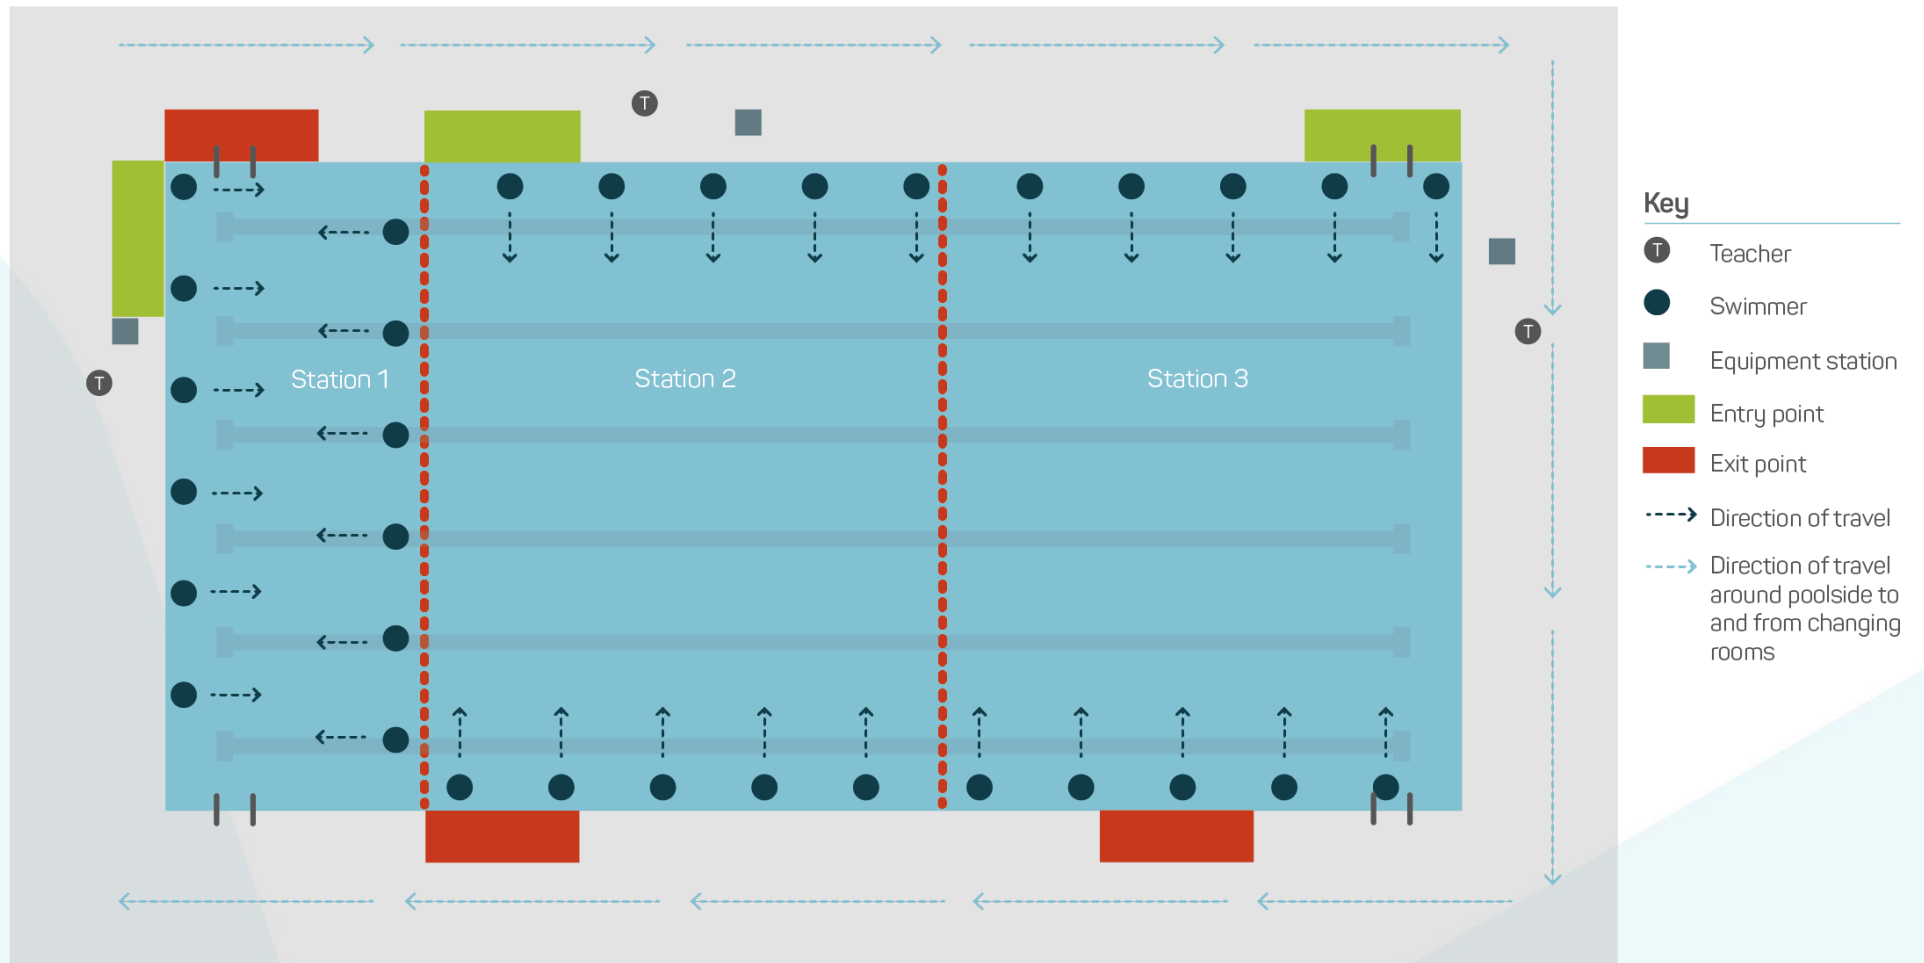 T
T
T
Station 1
Station 2
Station 3
Key
T Teacher
Swimmer
Equipment station
Entry point
Exit point
Direction of travel
Direction of travel
around poolside to
and from changing
rooms